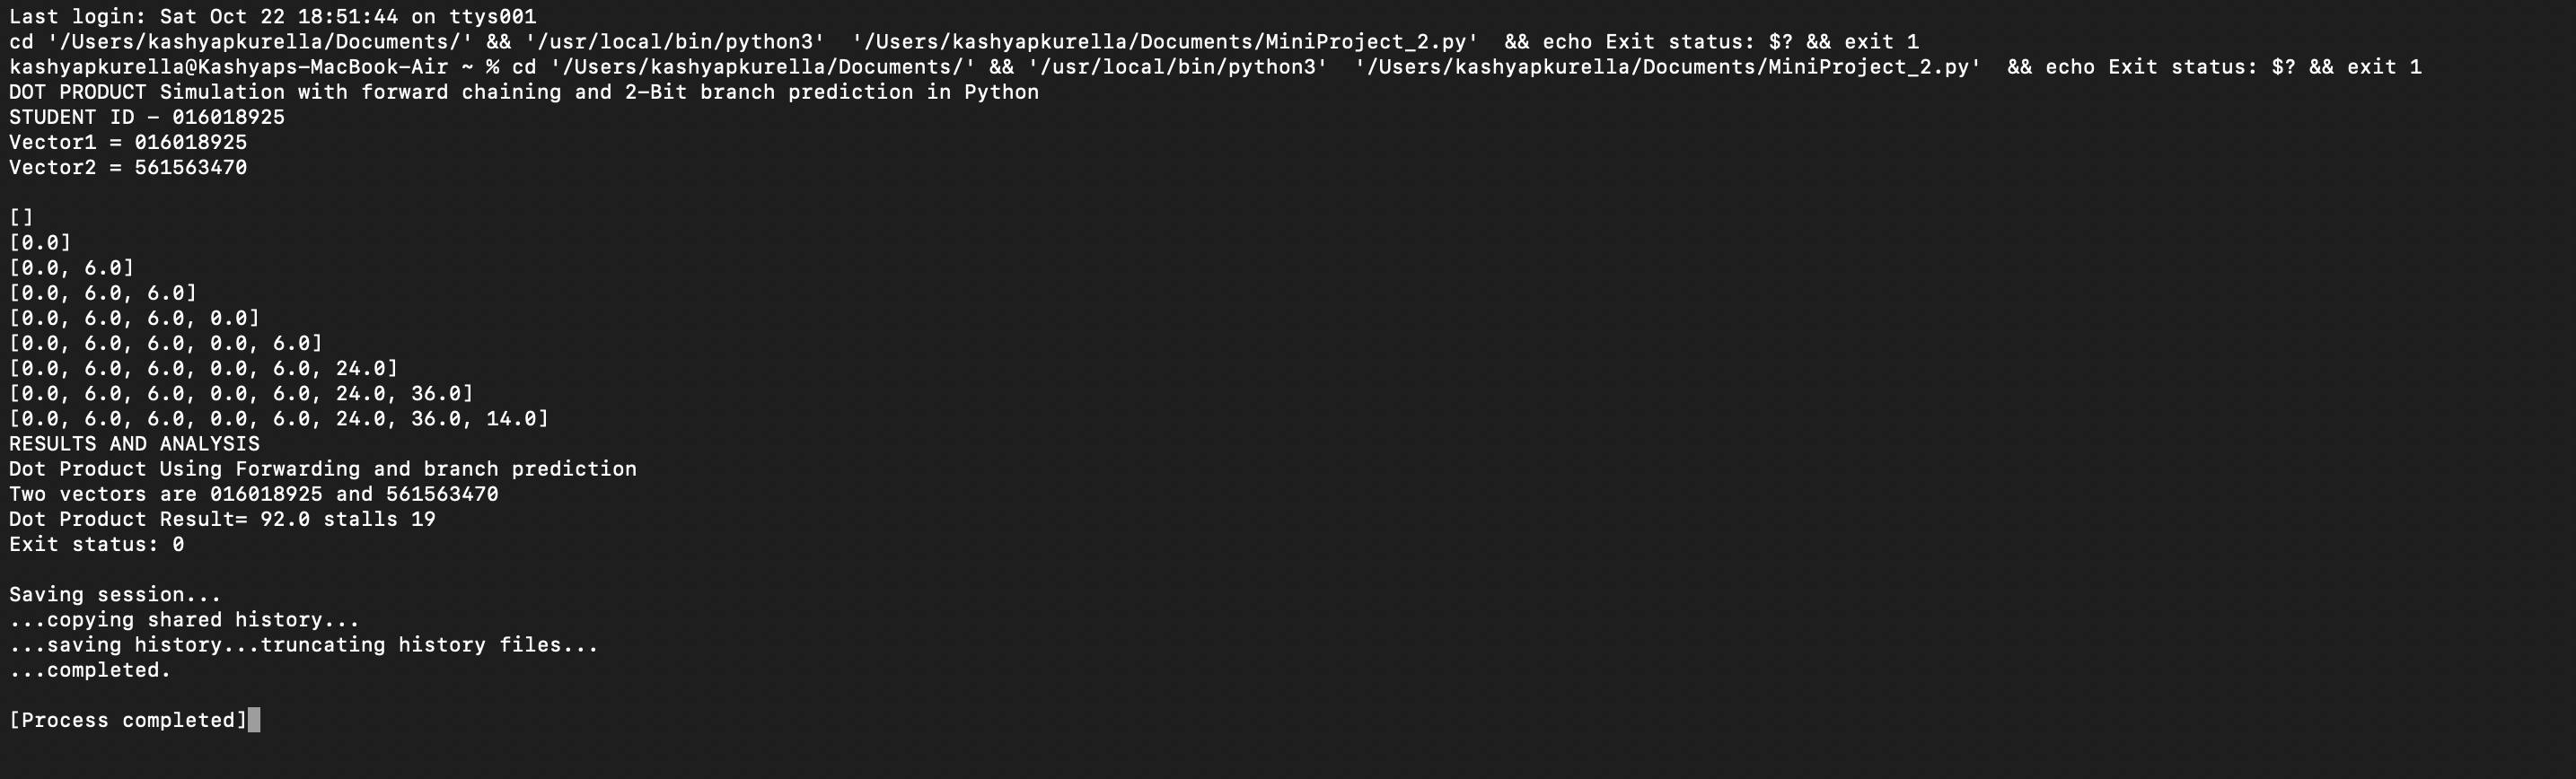 Last login: Sat Oct 22 18:51:44 on ttys001
cd '/Users/kashyapkurella/Documents/' && '/usr/local/bin/python3'  '/Users/kashyapkurella/Documents/MiniProject_2.py'  && echo Exit status: $? && exit 1
kashyapkurella@Kashyaps-MacBook-Air ~ % cd '/Users/kashyapkurella/Documents/' && '/usr/local/bin/python3'  '/Users/kashyapkurella/Documents/MiniProject_2.py'  && echo Exit status: $? && exit 1
DOT PRODUCT Simulation with forward chaining and 2-Bit branch prediction in Python
STUDENT ID - 016018925
Vector1 = 016018925
Vector2 = 561563470
[]
[0.0]
[0.0, 6.0]
[0.0, 6.0, 6.0]
[0.0, 6.0, 6.0, 0.0]
[0.0, 6.0, 6.0, 0.0, 6.0]
[0.0, 6.0, 6.0, 0.0, 6.0, 24.0]
[0.0, 6.0, 6.0, 0.0, 6.0, 24.0, 36.0]
[0.0, 6.0, 6.0, 0.0, 6.0, 24.0, 36.0, 14.0]
RESULTS AND ANALYSIS
Dot Product Using Forwarding and branch prediction
Two vectors are 016018925 and 561563470
Dot Product Result= 92.0 stalls 19
Exit status: 0
Saving session...
...copying shared history...
...saving history...truncating history files...
...completed.
[Process completed]